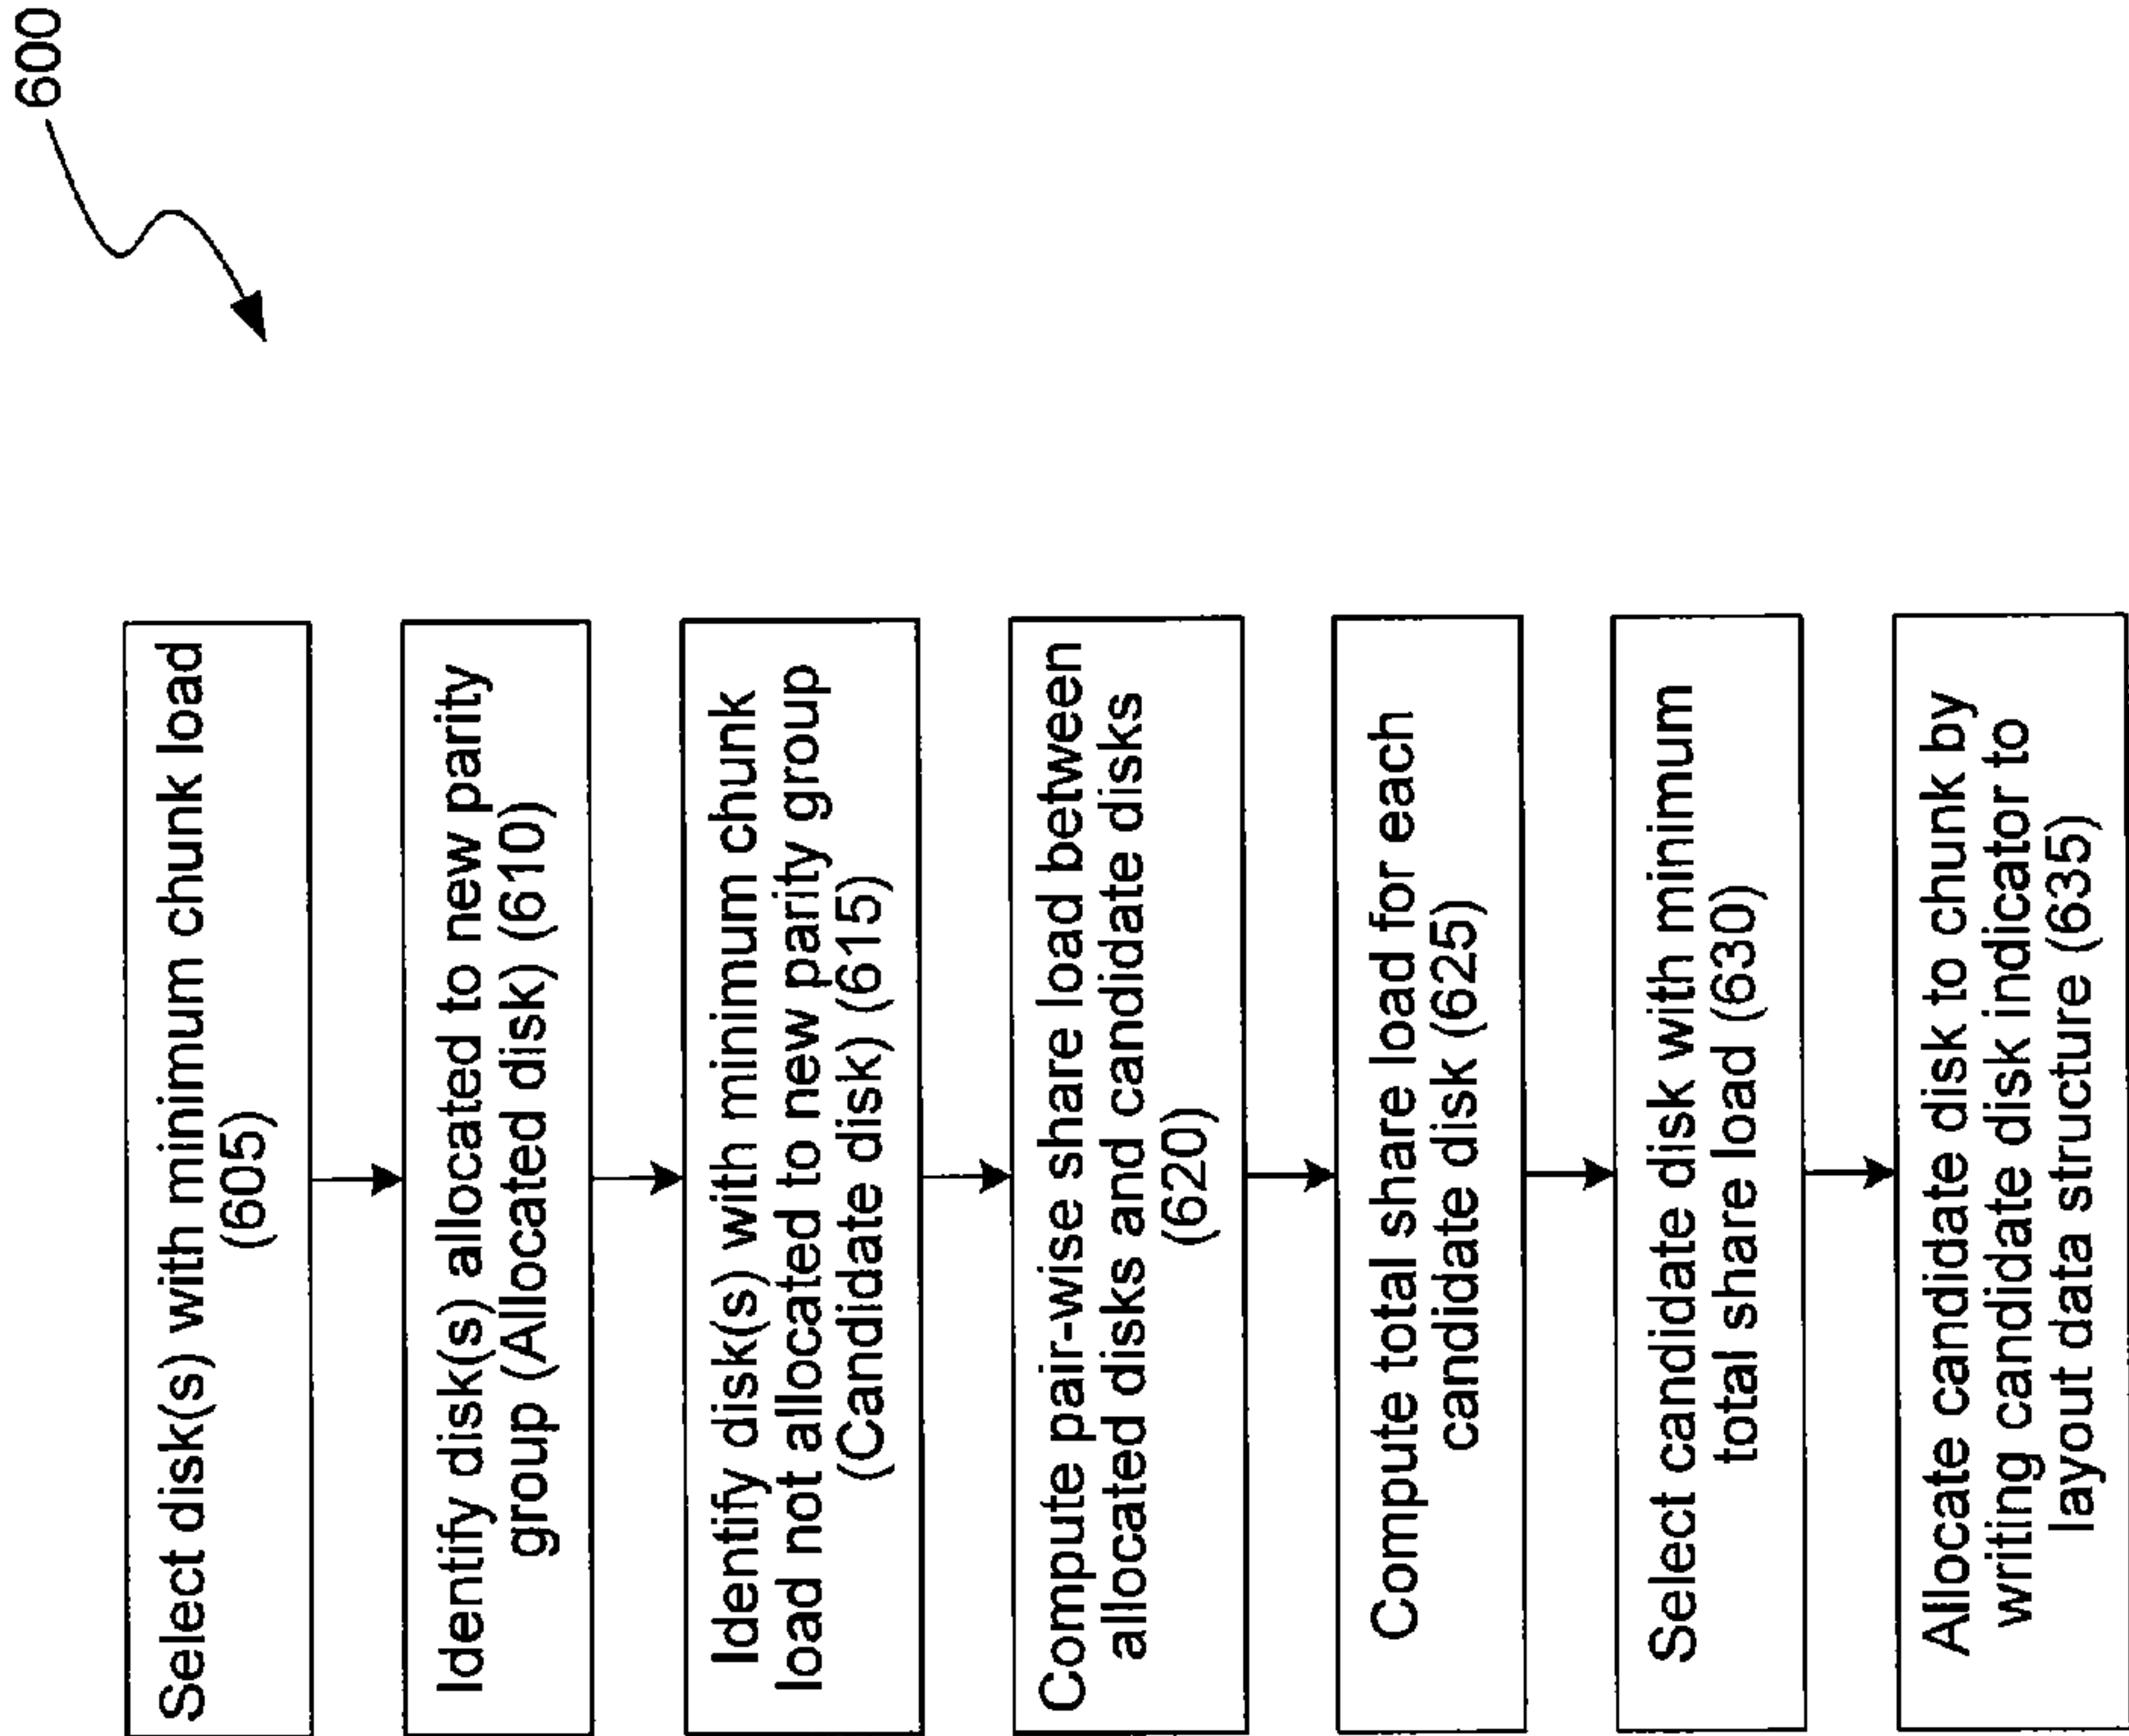 600
Select disk(s) with minimum chunk load
(605)
Identify disk(s) allocated to new parity
group (Allocated disk) (610)
Identify disk(s) with minimum chunk
load not allocated to new parity group
(Candidate disk) (615)
Compute pair-wise share load between
allocated disks and candidate disks
(620)
Compute total share load for each
candidate disk (625)
Select candidate disk with minimum
total share load (630)
Allocate candidate disk to chunk by
writing candidate disk indicator to
layout data structure (635)